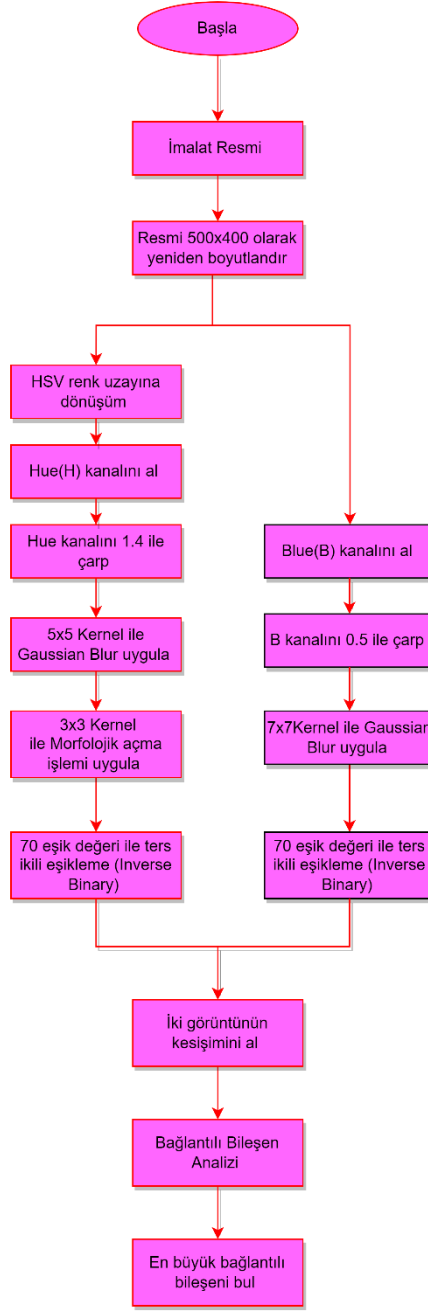 Başla
İmalat Resmi
Resmi 500x400 olarak
yeniden boyutlandır
HSV renk uzayına
dönüşüm
Hue(H) kanalını al
Hue kanalını 1.4 ile
çarp
5x5 Kernel ile
Gaussian Blur uygula
3x3 Kernel
ile Morfolojik açma
işlemi uygula
70 eşik değeri ile ters
ikili eşikleme (Inverse
Binary)
Blue(B) kanalını al
B kanalını 0.5 ile çarp
7x7Kernel ile Gaussian
Blur uygula
70 eşik değeri ile ters
ikili eşikleme (Inverse
Binary)
İki görüntünün
kesişimini al
Bağlantılı Bileşen
Analizi
En büyük bağlantılı
bileşeni bul